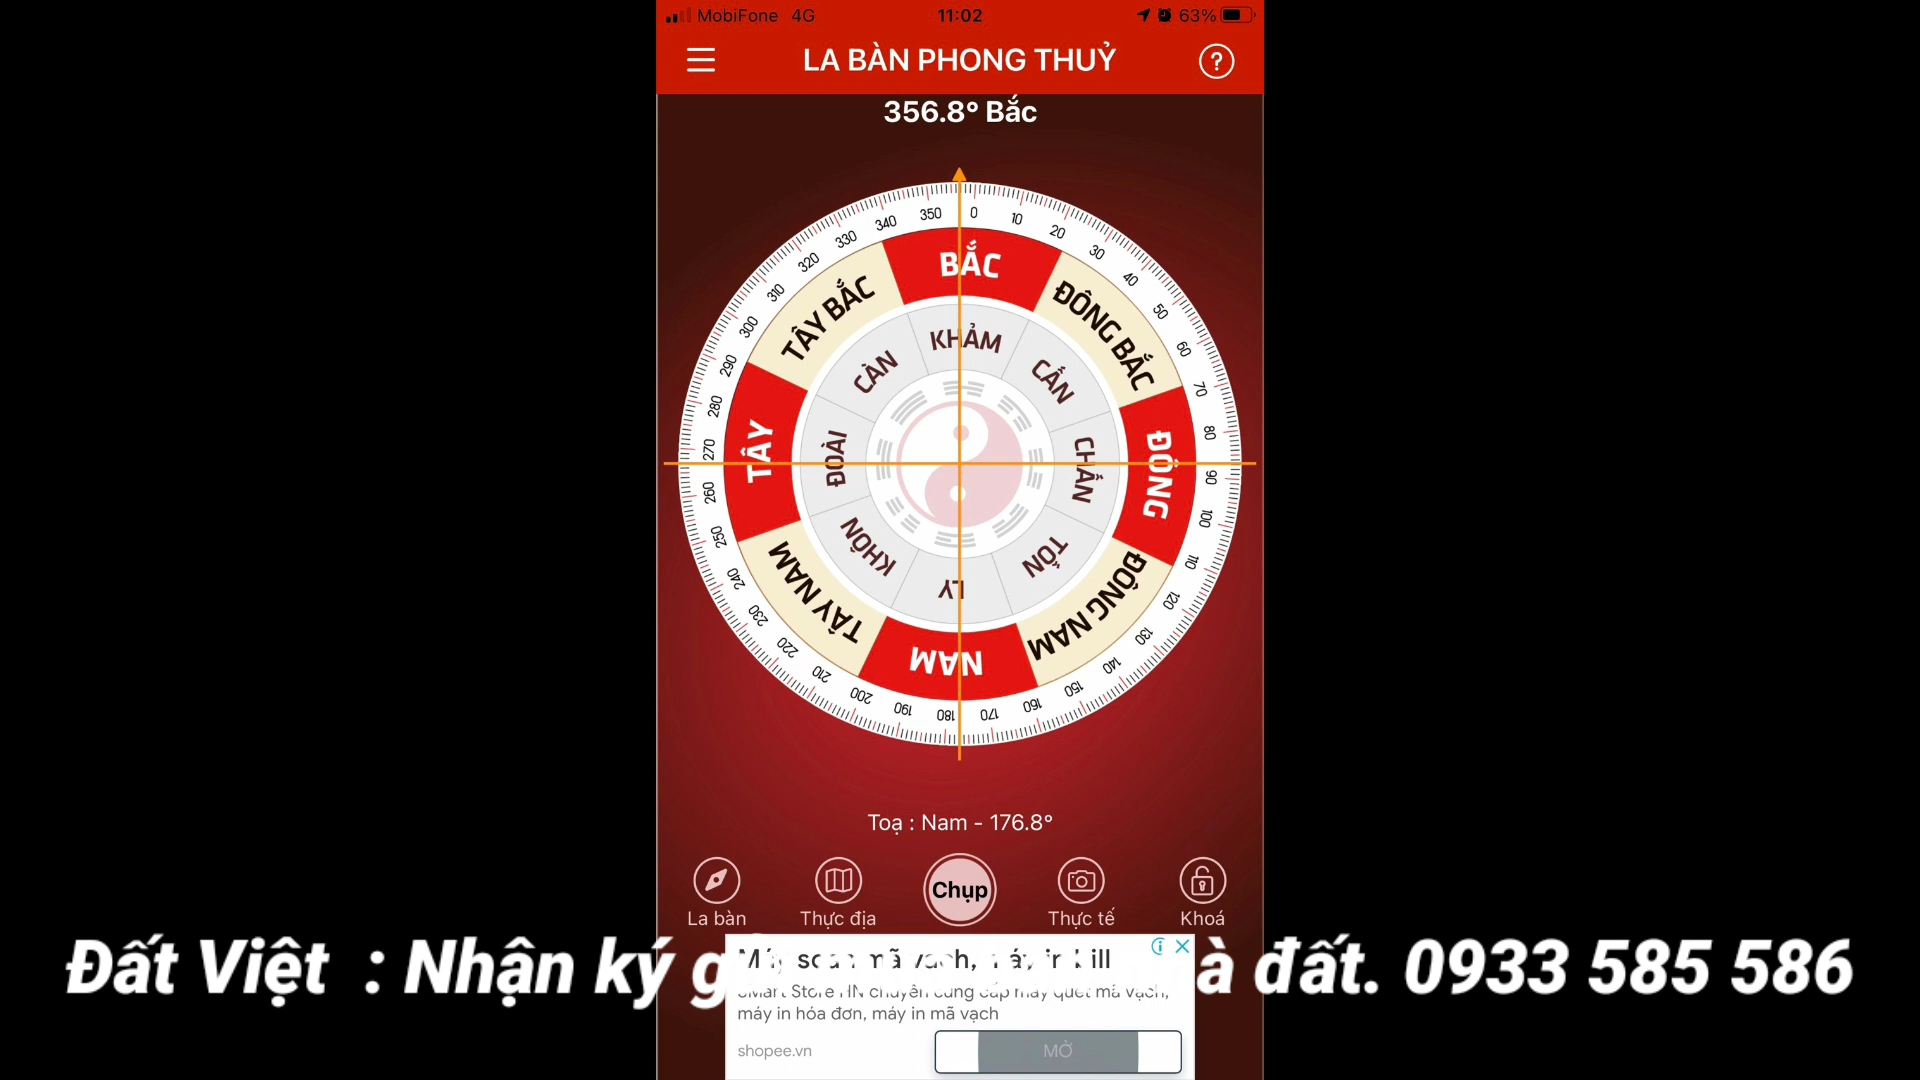 MobiFone 4G 11:02 63%
LA BÀN PHONG THUỶ ?
356.8° Bắc
340 350 0 10 20 30 40 50 60 70 80 90 100 110 120 130 140 150 160 170 180 190 200 210 220 230 240 250 260 270 280 290 300 310 320 330
BẮC
ĐÔNG BẮC
ĐÔNG
ĐÔNG NAM
NAM
TÂY NAM
TÂY
TÂY BẮC
KHẢM
CẤN
CHẤN
TỐN
LY
KHÔN
ĐOÀI
CÀN
Toạ : Nam - 176.8°
Chụp
La bàn Thực địa Thực tế Khoá
Đất Việt : Nhận ký đất. 0933 585 586
máy in hóa đơn, máy in mã vạch
shopee.vn
MỞ